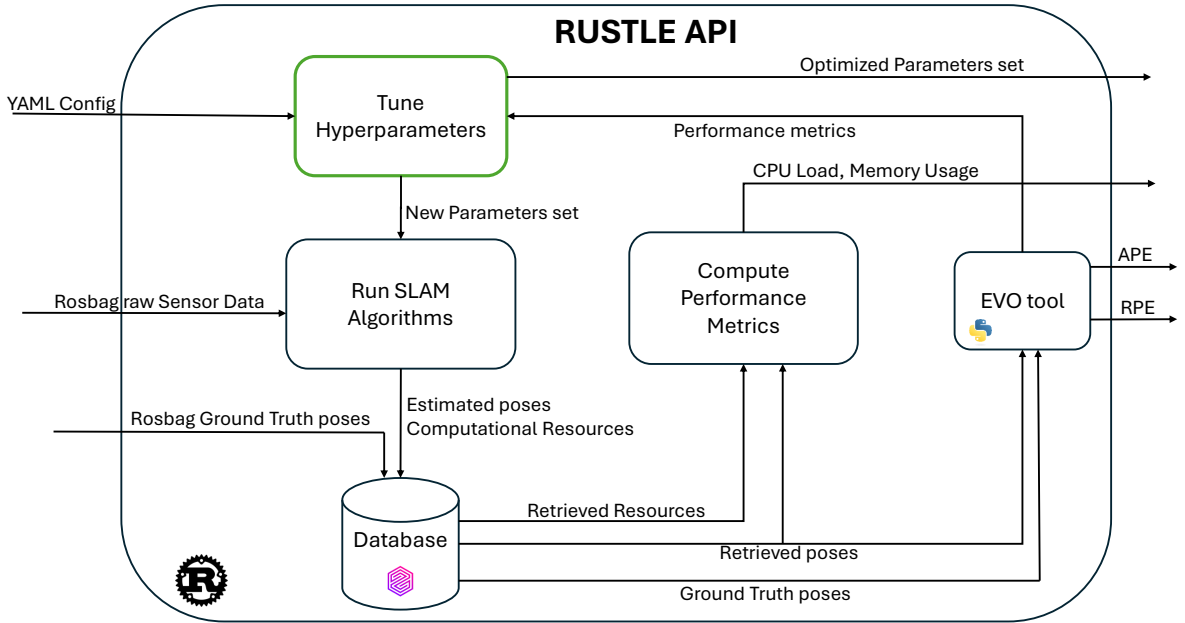 RUSTLE API
Optimized Parameters set
YAML Config
Tune
Hyperparameters
Performance metrics
CPU Load, Memory Usage
New Parameters set
APE
Compute
Performance
Metrics
Run SLAM
Algorithms
EVO tool
Rosbag raw Sensor Data
RPE
Estimated poses
Computational Resources
Rosbag Ground Truth poses
Retrieved Resources
Database
Retrieved poses
Ground Truth poses
R